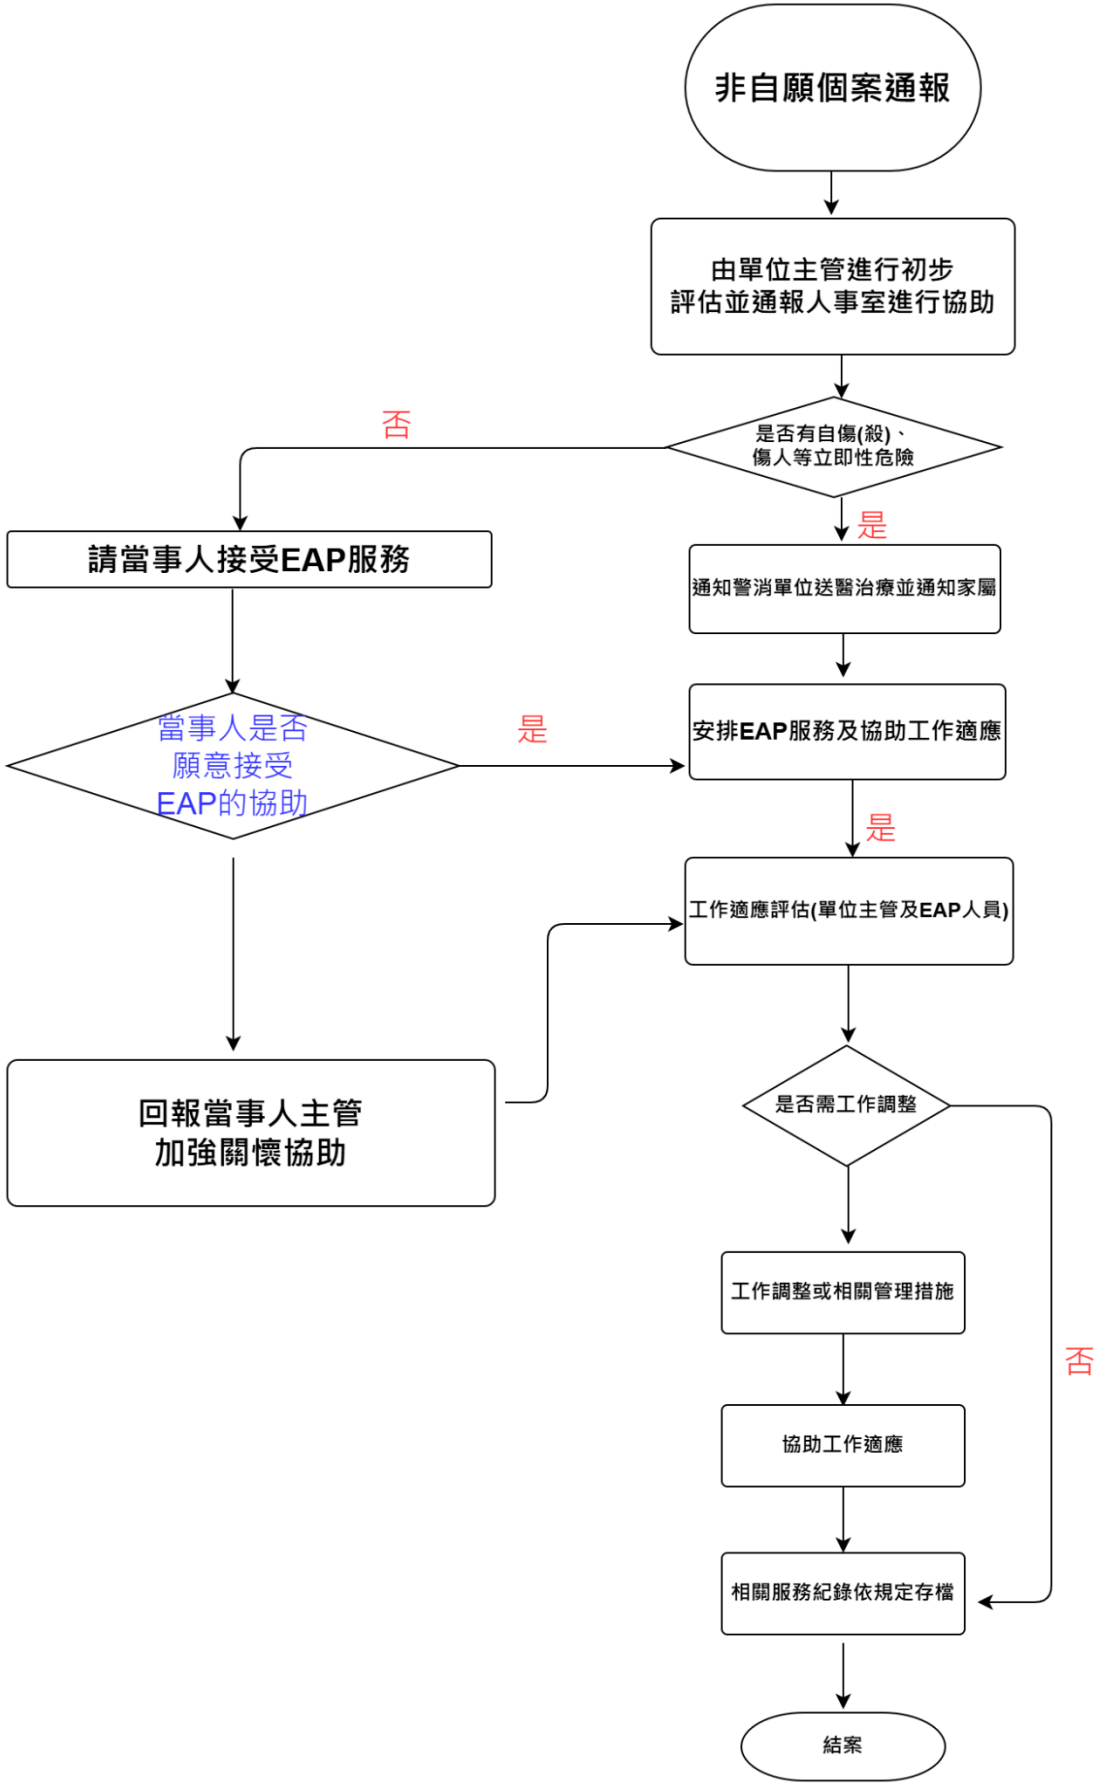 非自願個案通報
由單位主管進行初步
評估並通報人事室進行協助
是否有自傷(殺)、
傷人等立即性危險
否
是
請當事人接受EAP服務
通知警消單位送醫治療並通知家屬
當事人是否
願意接受
EAP的協助
是
安排EAP服務及協助工作適應
是
工作適應評估(單位主管及EAP人員)
回報當事人主管
加強關懷協助
是否需工作調整
工作調整或相關管理措施
否
協助工作適應
相關服務紀錄依規定存檔
結案